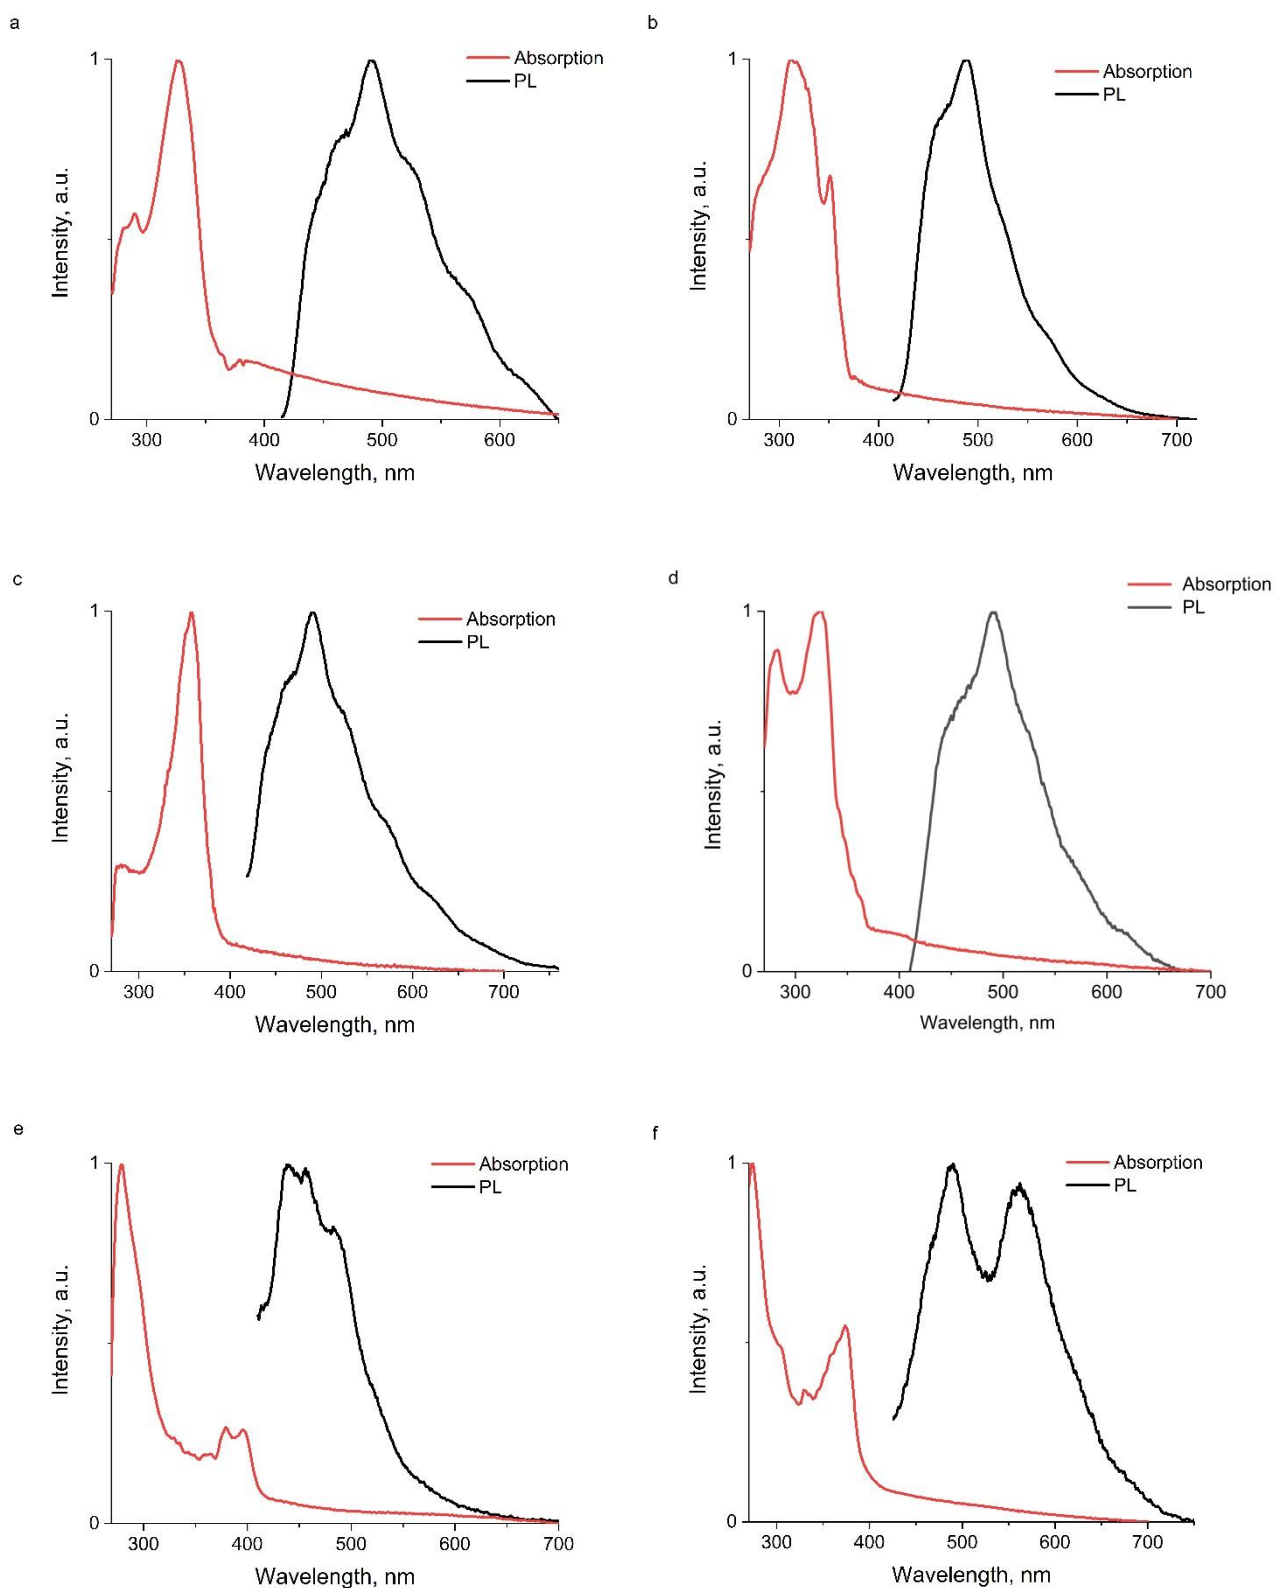 a
1
Absorption
PL
Intensity, a.u.
0
300 400 500 600
Wavelength, nm
b
1
Absorption
PL
Intensity, a.u.
0
300 400 500 600 700
Wavelength, nm
c
1
Absorption
PL
Intensity, a.u.
0
300 400 500 600 700
Wavelength, nm
d
1
Absorption
PL
Intensity, a.u.
0
300 400 500 600 700
Wavelength, nm
e
1
Absorption
PL
Intensity, a.u.
0
300 400 500 600 700
Wavelength, nm
f
1
Absorption
PL
Intensity, a.u.
0
300 400 500 600 700
Wavelength, nm